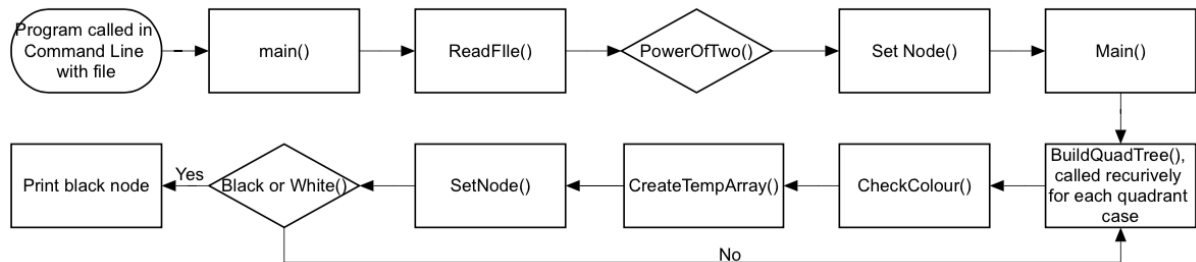 Program called in
Command Line
with file
main()
ReadFIle()
PowerOfTwo()
Set Node()
Main()
Print black node
Yes
Black or White()
SetNode()
CreateTempArray()
CheckColour()
BuildQuadTree(),
called recurively
for each quadrant
case
No